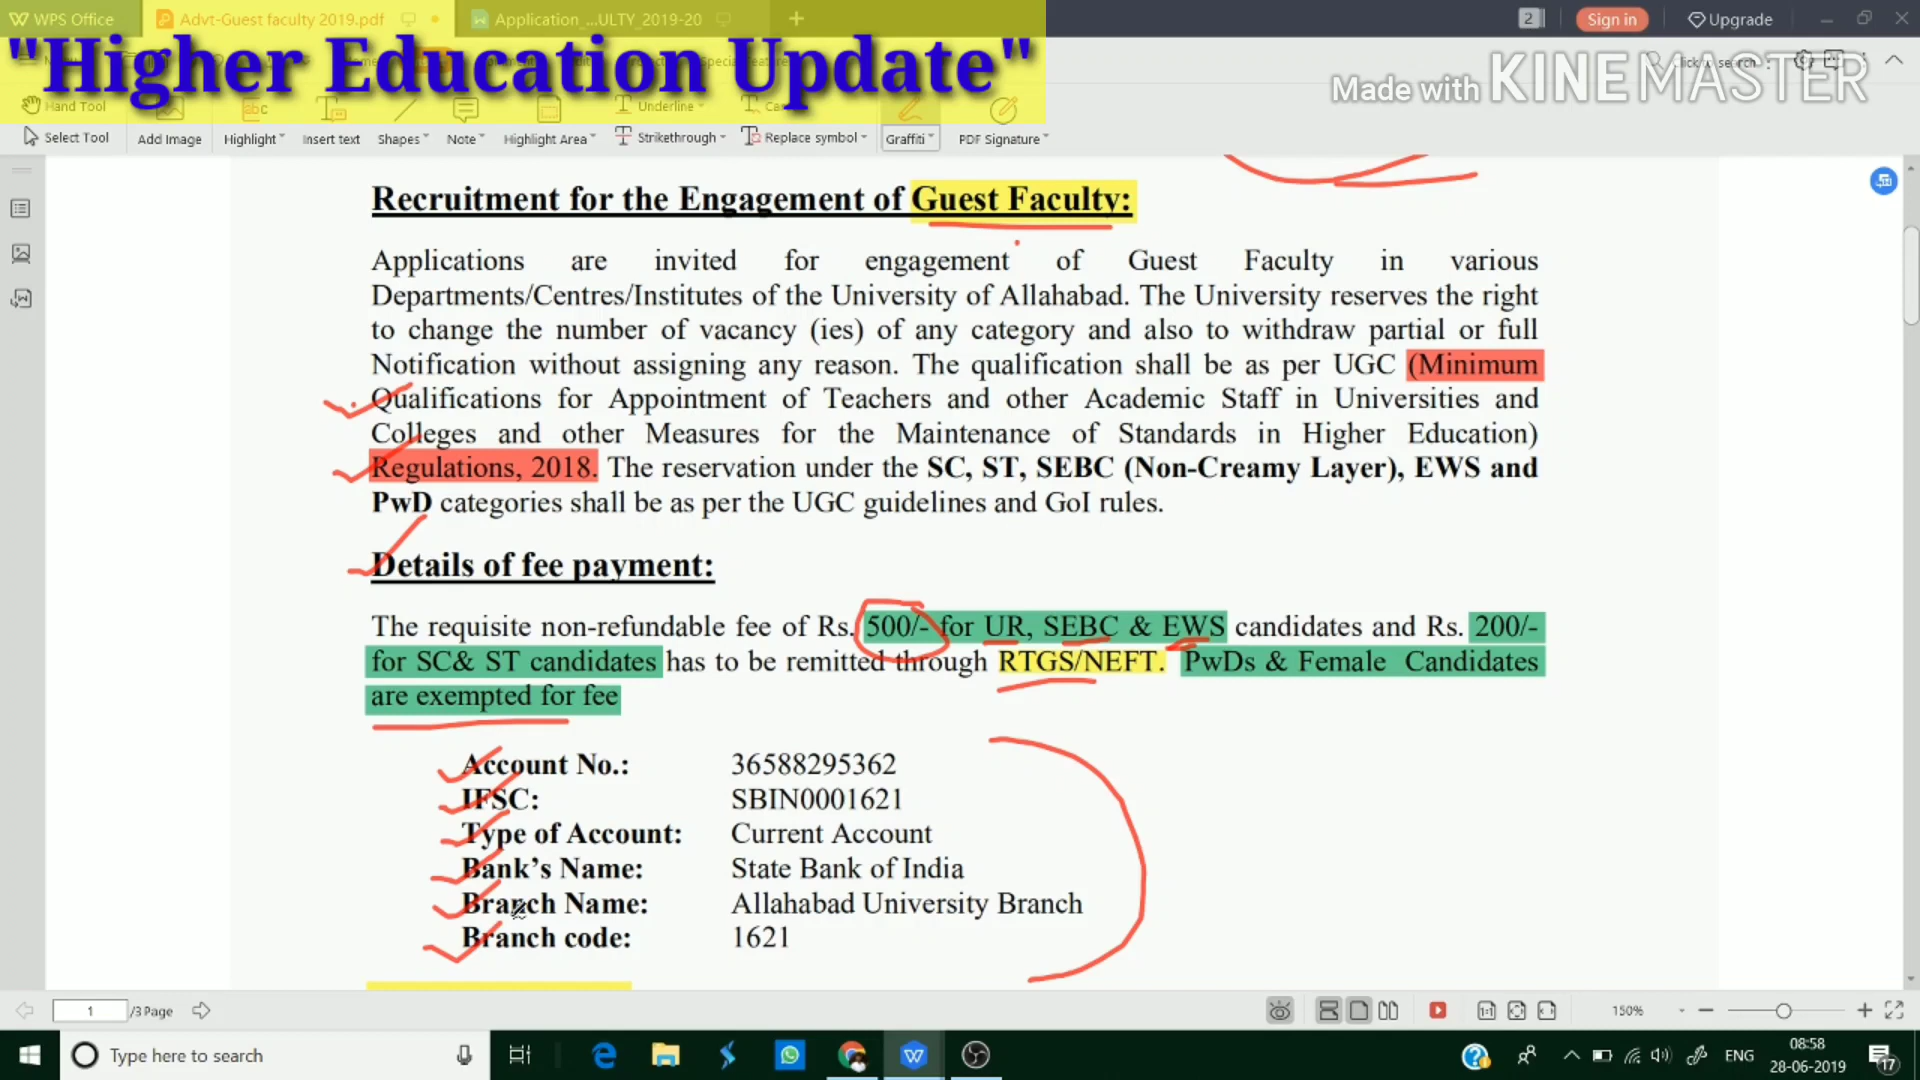 WPS Office
Advt-Guest faculty 2019.pdf
Application_...ULTY_2019-20
2
Sign in
Upgrade
"Higher Education Update"
Made with KINEMASTER
Hand Tool
Underline
Select Tool
Add Image
Highlight
Insert text
Shapes
Note
Highlight Area
Strikethrough
Replace symbol
Graffiti
PDF Signature
Recruitment for the Engagement of Guest Faculty:
Applications are invited for engagement of Guest Faculty in various
Departments/Centres/Institutes of the University of Allahabad. The University reserves the right
to change the number of vacancy (ies) of any category and also to withdraw partial or full
Notification without assigning any reason. The qualification shall be as per UGC (Minimum
Qualifications for Appointment of Teachers and other Academic Staff in Universities and
Colleges and other Measures for the Maintenance of Standards in Higher Education)
Regulations, 2018. The reservation under the SC, ST, SEBC (Non-Creamy Layer), EWS and
PwD categories shall be as per the UGC guidelines and GoI rules.
Details of fee payment:
The requisite non-refundable fee of Rs. 500/- for UR, SEBC & EWS candidates and Rs. 200/-
for SC& ST candidates has to be remitted through RTGS/NEFT. PwDs & Female Candidates
are exempted for fee
Account No.: 36588295362
IFSC: SBIN0001621
Type of Account: Current Account
Bank's Name: State Bank of India
Branch Name: Allahabad University Branch
Branch code: 1621
1 /3 Page
150%
Type here to search
ENG
08:58
28-06-2019
17